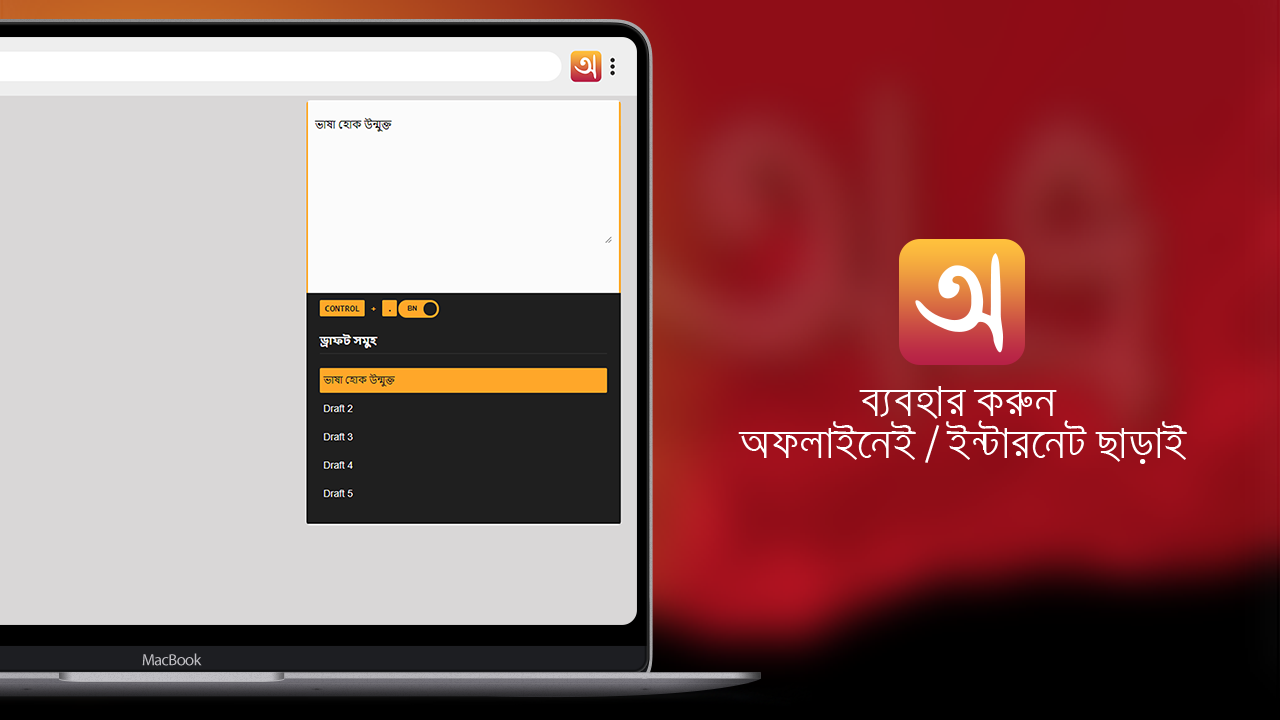 অ
ভাষা হোক উন্মুক্ত
CONTROL + . EN
ড্রাফট সমুহ
ভাষা হোক উন্মুক্ত
Draft 2
Draft 3
Draft 4
Draft 5
MacBook
অ
ব্যবহার করুন
অফলাইনেই / ইন্টারনেট ছাড়াই